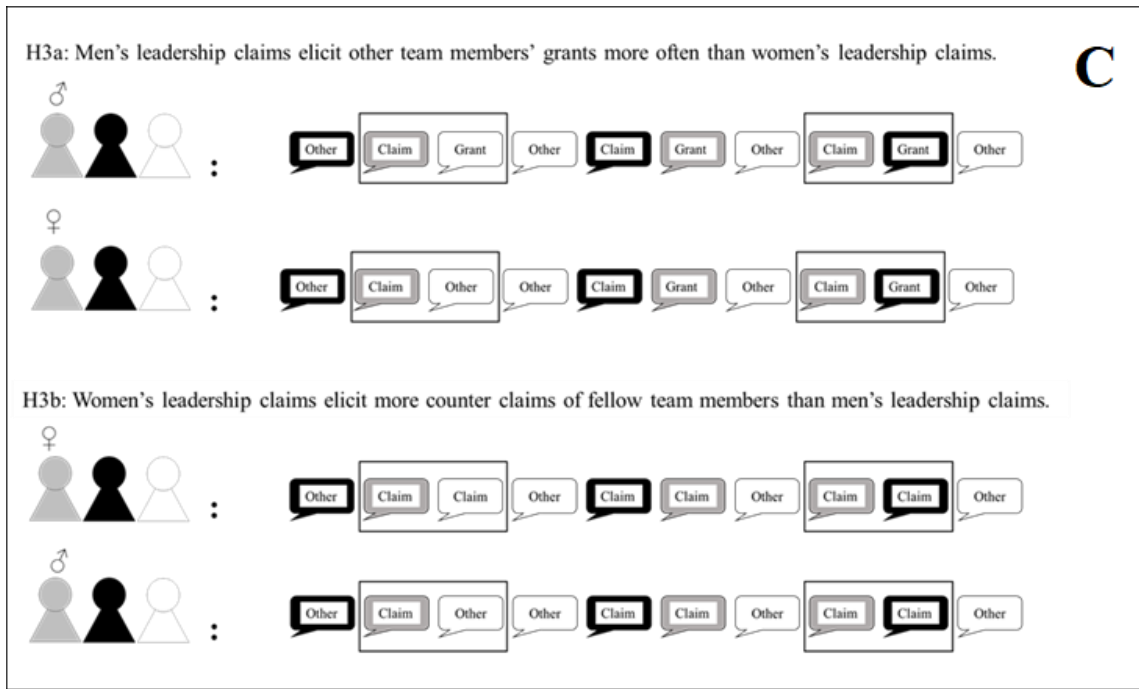 H3a: Men's leadership claims elicit other team members' grants more often than women's leadership claims.
C
♂
: Other Claim Grant Other Claim Grant Other Claim Grant Other
♀
: Other Claim Other Other Claim Grant Other Claim Grant Other
H3b: Women's leadership claims elicit more counter claims of fellow team members than men's leadership claims.
♀
: Other Claim Claim Other Claim Claim Other Claim Claim Other
♂
: Other Claim Other Other Claim Claim Other Claim Claim Other